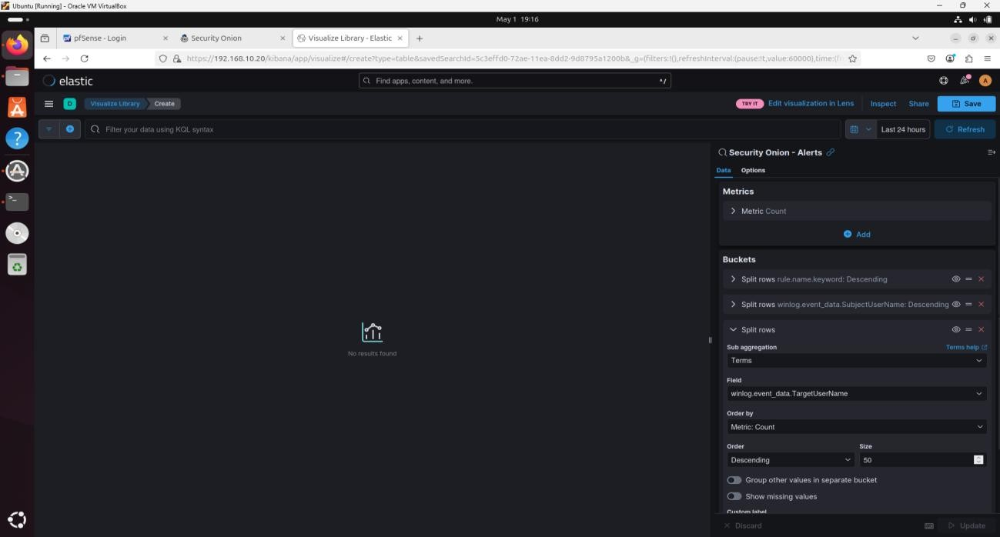 Ubuntu [Running] - Oracle VM VirtualBox
May 1 19:16
pfSense - Login
Security Onion
Visualize Library - Elastic
https://192.168.10.20/kibana/app/visualize#/create?type=table&savedSearchId=5c3effd0-72ae-11ea-8dd2-9d8795a1200b&_g=(filters:!(),refreshInterval:(pause:!t,value:60000),time:(fr
elastic
Find apps, content, and more.
^/
A
D
Visualize Library
Create
TRY IT
Edit visualization in Lens
Inspect
Share
Save
Filter your data using KQL syntax
Last 24 hours
Refresh
Security Onion - Alerts
Data
Options
Metrics
Metric Count
Add
Buckets
Split rows rule.name.keyword: Descending
Split rows winlog.event_data.SubjectUserName: Descending
Split rows
Sub aggregation
Terms help
Terms
Field
winlog.event_data.TargetUserName
Order by
Metric: Count
Order
Size
Descending
50
Group other values in separate bucket
Show missing values
Custom label
Discard
Update
No results found